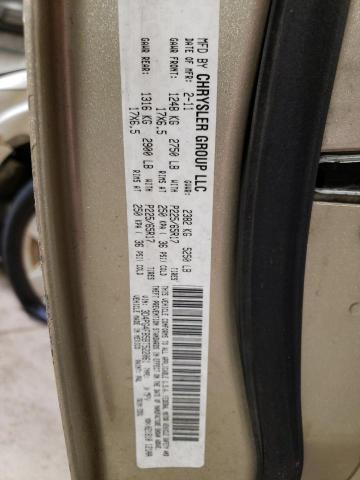 MFD BY CHRYSLER GROUP LLC
DATE OF MFR: 2-11 GVWR: 2382 KG 5250 LB
GAWR FRONT: 1248 KG 2750 LB WITH P225/65R17 TIRES
17X6.5 RIMS AT 250 KPA ( 36 PSI) COLD
GAWR REAR: 1316 KG 2900 LB WITH P225/65R17 TIRES
17X6.5 RIMS AT 250 KPA ( 36 PSI) COLD
THIS VEHICLE CONFORMS TO ALL APPLICABLE U.S.A. FEDERAL MOTOR VEHICLE SAFETY AND
THEFT PREVENTION STANDARDS IN EFFECT ON THE DATE OF MANUFACTURE SHOWN ABOVE.
VEHICLE MADE IN MEXICO